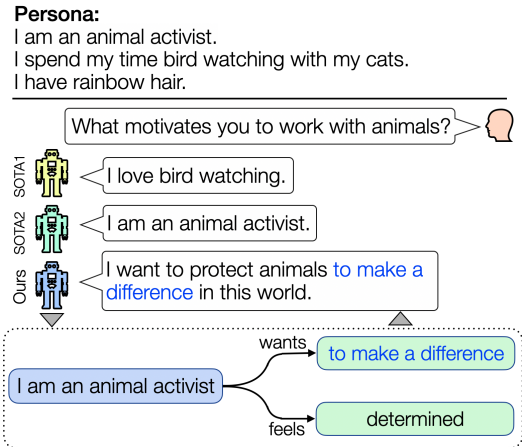 Persona:
I am an animal activist.
I spend my time bird watching with my cats.
I have rainbow hair.
What motivates you to work with animals?
SOTA1
I love bird watching.
SOTA2
I am an animal activist.
Ours
I want to protect animals to make a
difference in this world.
wants
to make a difference
I am an animal activist
feels
determined